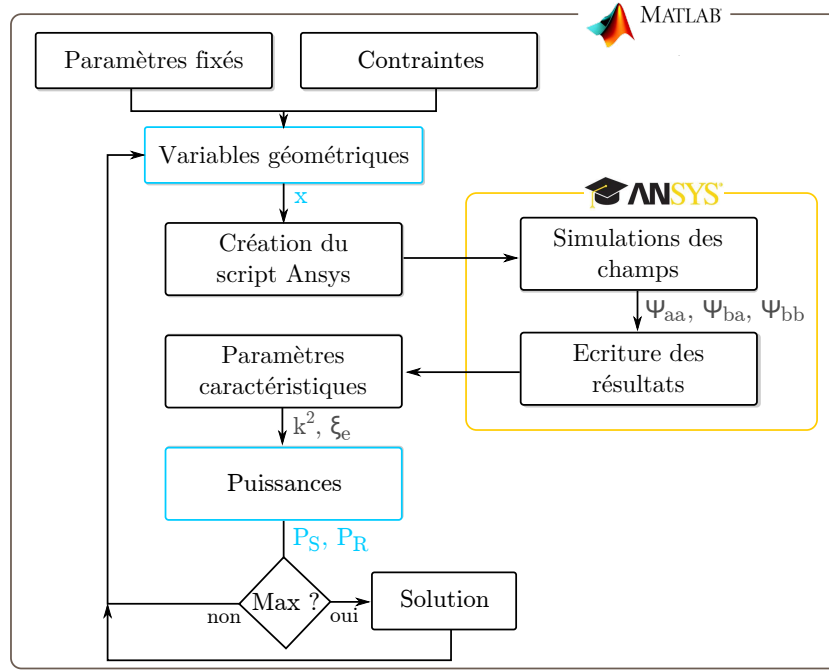 MATLAB
Paramètres fixés
Contraintes
Variables géométriques
x
ANSYS
Création du
script Ansys
Simulations des
champs
Ψaa, Ψba, Ψbb
Paramètres
caractéristiques
Ecriture des
résultats
k², ξe
Puissances
PS, PR
Max ?
non
oui
Solution